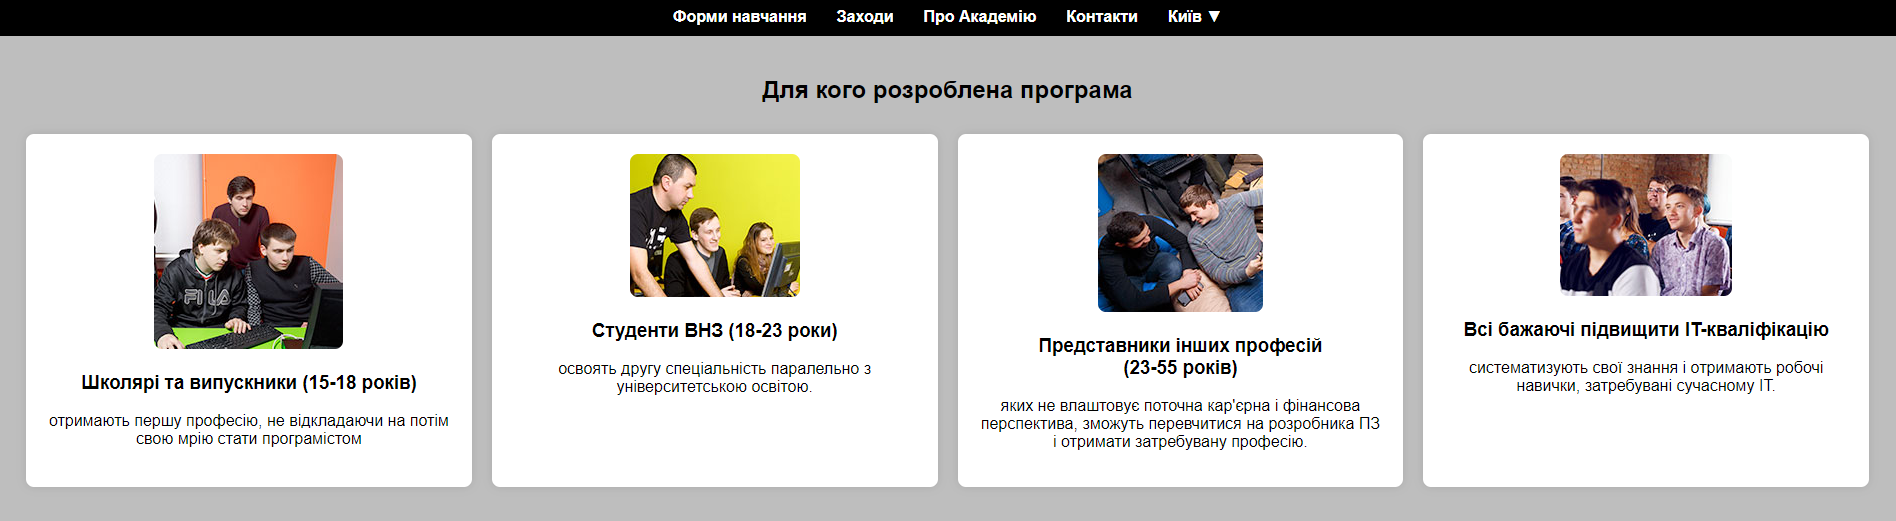 Форми навчання Заходи Про Академію Контакти Київ ▼
Для кого розроблена програма
FILA
Школярі та випускники (15-18 років)
отримають першу професію, не відкладаючи на потім
свою мрію стати програмістом
Студенти ВНЗ (18-23 роки)
освоять другу спеціальність паралельно з
університетською освітою.
Представники інших професій
(23-55 років)
яких не влаштовує поточна кар'єрна і фінансова
перспектива, зможуть перевчитися на розробника ПЗ
і отримати затребувану професію.
Всі бажаючі підвищити ІТ-кваліфікацію
систематизують свої знання і отримають робочі
навички, затребувані сучасному ІТ.